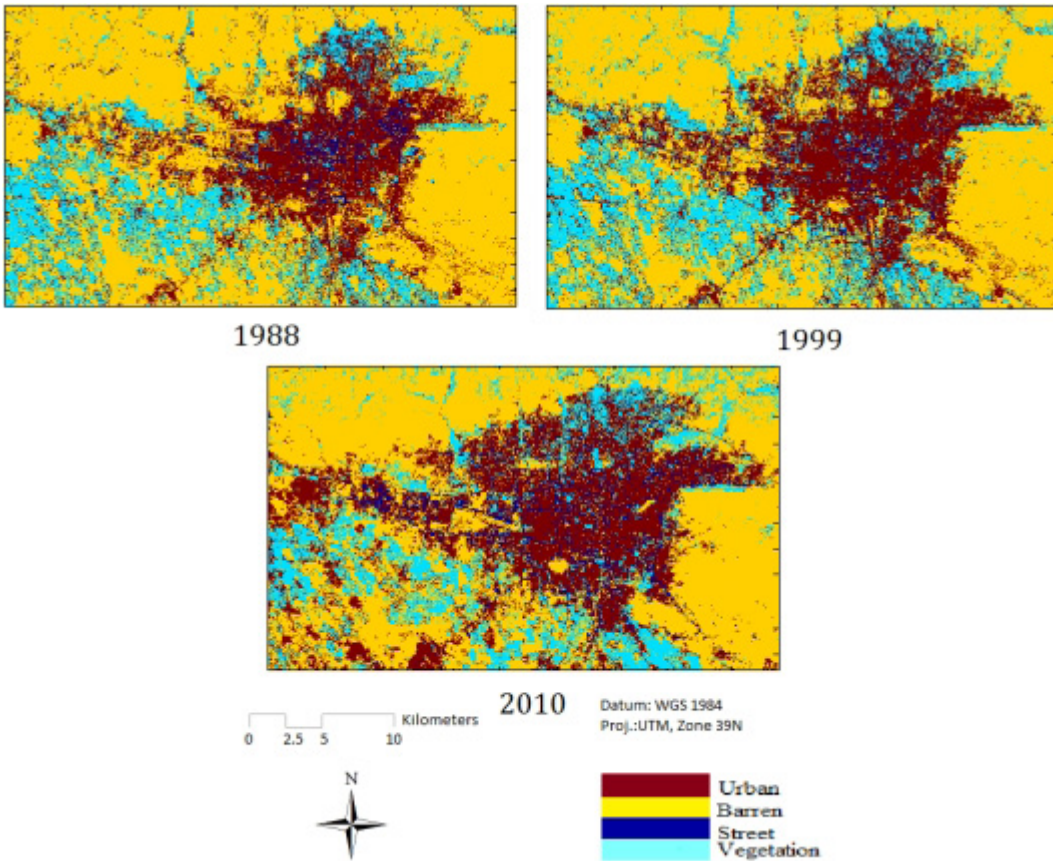 1988
1999
2010
Datum: WGS 1984
Proj.:UTM, Zone 39N
Kilometers
0 2.5 5 10
N
Urban
Barren
Street
Vegetation